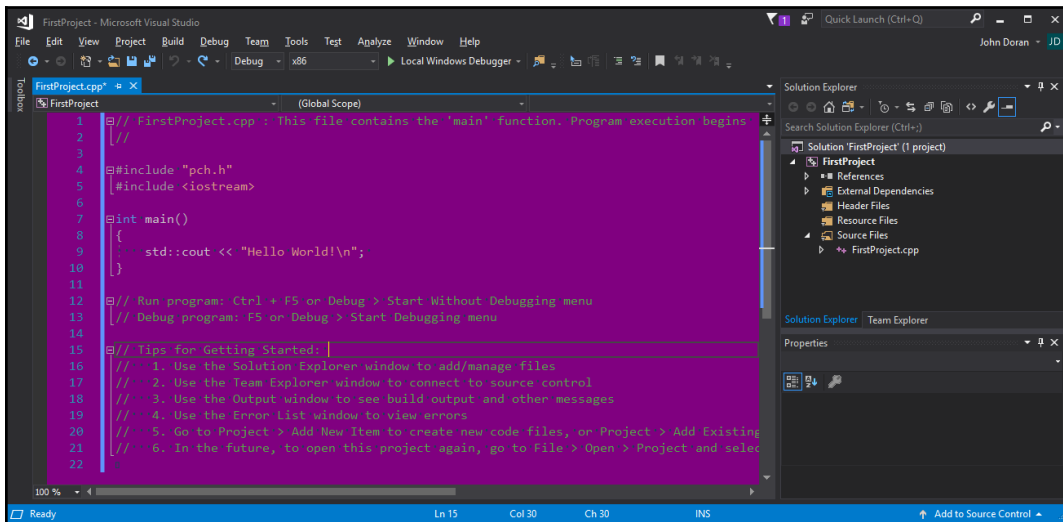 FirstProject - Microsoft Visual Studio
1
Quick Launch (Ctrl+Q)
File Edit View Project Build Debug Team Tools Test Analyze Window Help
John Doran JD
Debug x86 Local Windows Debugger
Toolbox
FirstProject.cpp*
FirstProject (Global Scope)
1 // FirstProject.cpp : This file contains the 'main' function. Program execution begins
2 //
3
4 #include "pch.h"
5 #include <iostream>
6
7 int main()
8 {
9 std::cout << "Hello World!\n";
10 }
11
12 // Run program: Ctrl + F5 or Debug > Start Without Debugging menu
13 // Debug program: F5 or Debug > Start Debugging menu
14
15 // Tips for Getting Started:
16 // 1. Use the Solution Explorer window to add/manage files
17 // 2. Use the Team Explorer window to connect to source control
18 // 3. Use the Output window to see build output and other messages
19 // 4. Use the Error List window to view errors
20 // 5. Go to Project > Add New Item to create new code files, or Project > Add Existing
21 // 6. In the future, to open this project again, go to File > Open > Project and selec
22
100 %
Solution Explorer
Search Solution Explorer (Ctrl+;)
Solution 'FirstProject' (1 project)
FirstProject
References
External Dependencies
Header Files
Resource Files
Source Files
FirstProject.cpp
Solution Explorer Team Explorer
Properties
Ready Ln 15 Col 30 Ch 30 INS Add to Source Control